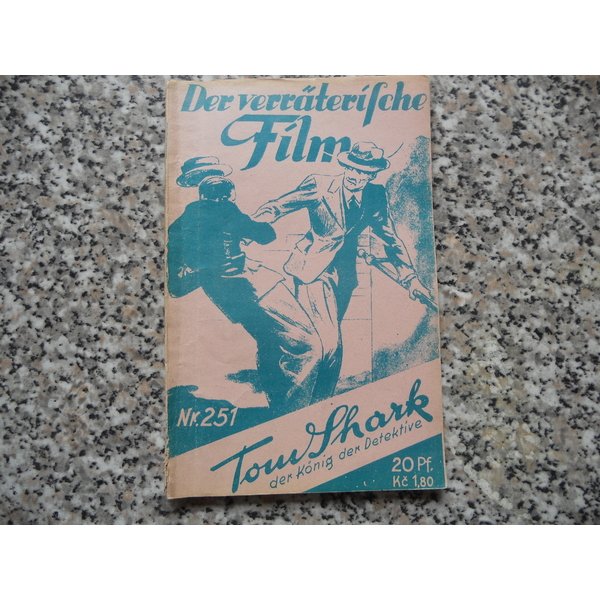 Der verräterische
Film
Nr. 251
Tom Shark
der König der Detektive
20 Pf.
Kč 1,80